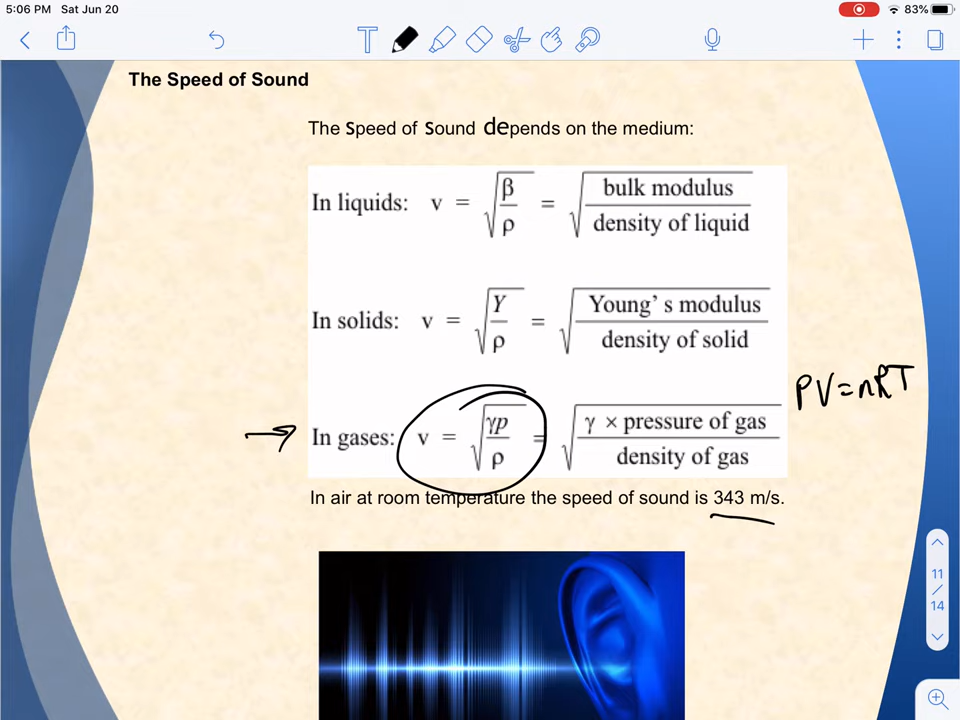 5:06 PM Sat Jun 20
83%
The Speed of Sound
The Speed of Sound depends on the medium:
In liquids: v = √(β/ρ) = √(bulk modulus/density of liquid)
In solids: v = √(Y/ρ) = √(Young's modulus/density of solid)
PV=nRT
In gases: v = √(γp/ρ) = √(γ × pressure of gas/density of gas)
In air at room temperature the speed of sound is 343 m/s.
11
/
14